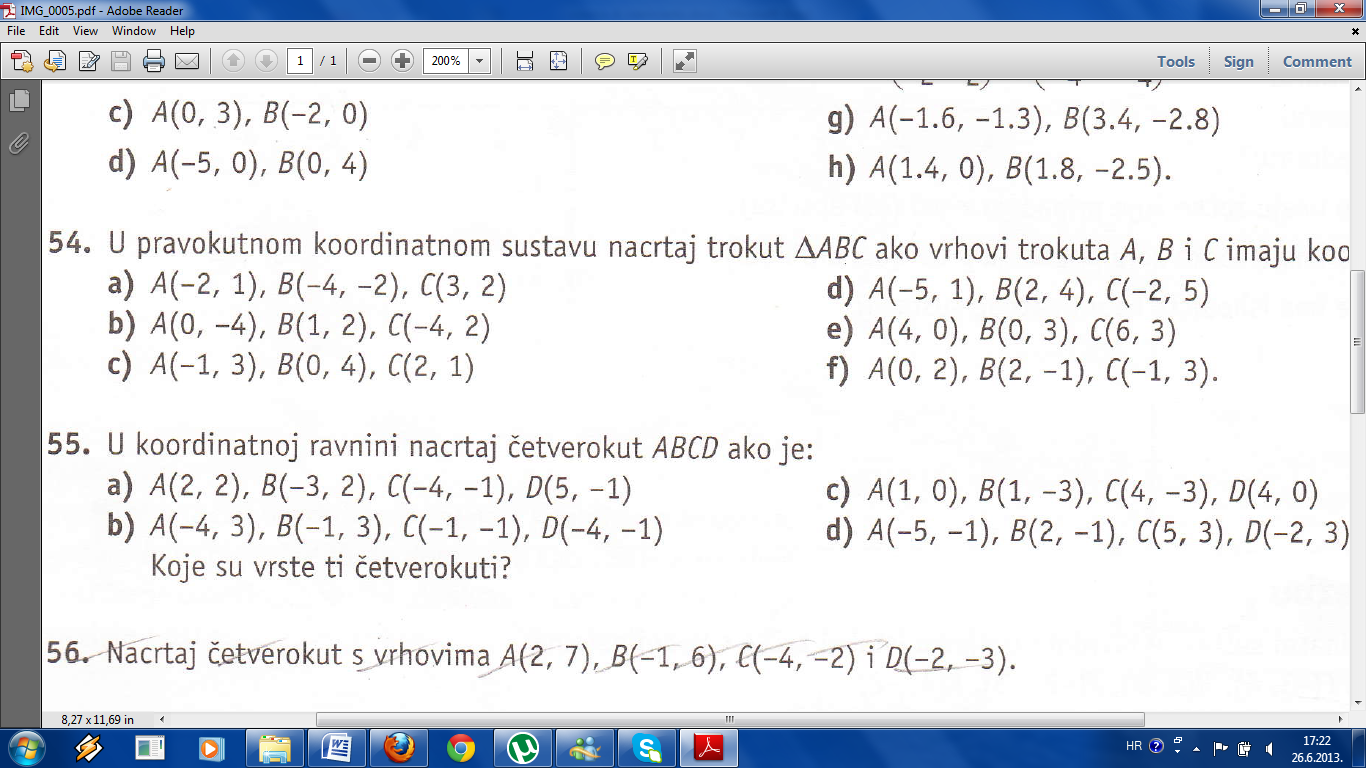 IMG_0005.pdf - Adobe Reader
File Edit View Window Help
1 / 1 200% Tools Sign Comment
c) A(0, 3), B(−2, 0)
g) A(−1.6, −1.3), B(3.4, −2.8)
d) A(−5, 0), B(0, 4)
h) A(1.4, 0), B(1.8, −2.5).
54. U pravokutnom koordinatnom sustavu nacrtaj trokut ΔABC ako vrhovi trokuta A, B i C imaju koo
a) A(−2, 1), B(−4, −2), C(3, 2)
d) A(−5, 1), B(2, 4), C(−2, 5)
b) A(0, −4), B(1, 2), C(−4, 2)
e) A(4, 0), B(0, 3), C(6, 3)
c) A(−1, 3), B(0, 4), C(2, 1)
f) A(0, 2), B(2, −1), C(−1, 3).
55. U koordinatnoj ravnini nacrtaj četverokut ABCD ako je:
a) A(2, 2), B(−3, 2), C(−4, −1), D(5, −1)
c) A(1, 0), B(1, −3), C(4, −3), D(4, 0)
b) A(−4, 3), B(−1, 3), C(−1, −1), D(−4, −1)
d) A(−5, −1), B(2, −1), C(5, 3), D(−2, 3)
Koje su vrste ti četverokuti?
56. Nacrtaj četverokut s vrhovima A(2, 7), B(−1, 6), C(−4, −2) i D(−2, −3).
8,27 x 11,69 in
HR 17:22
26.6.2013.